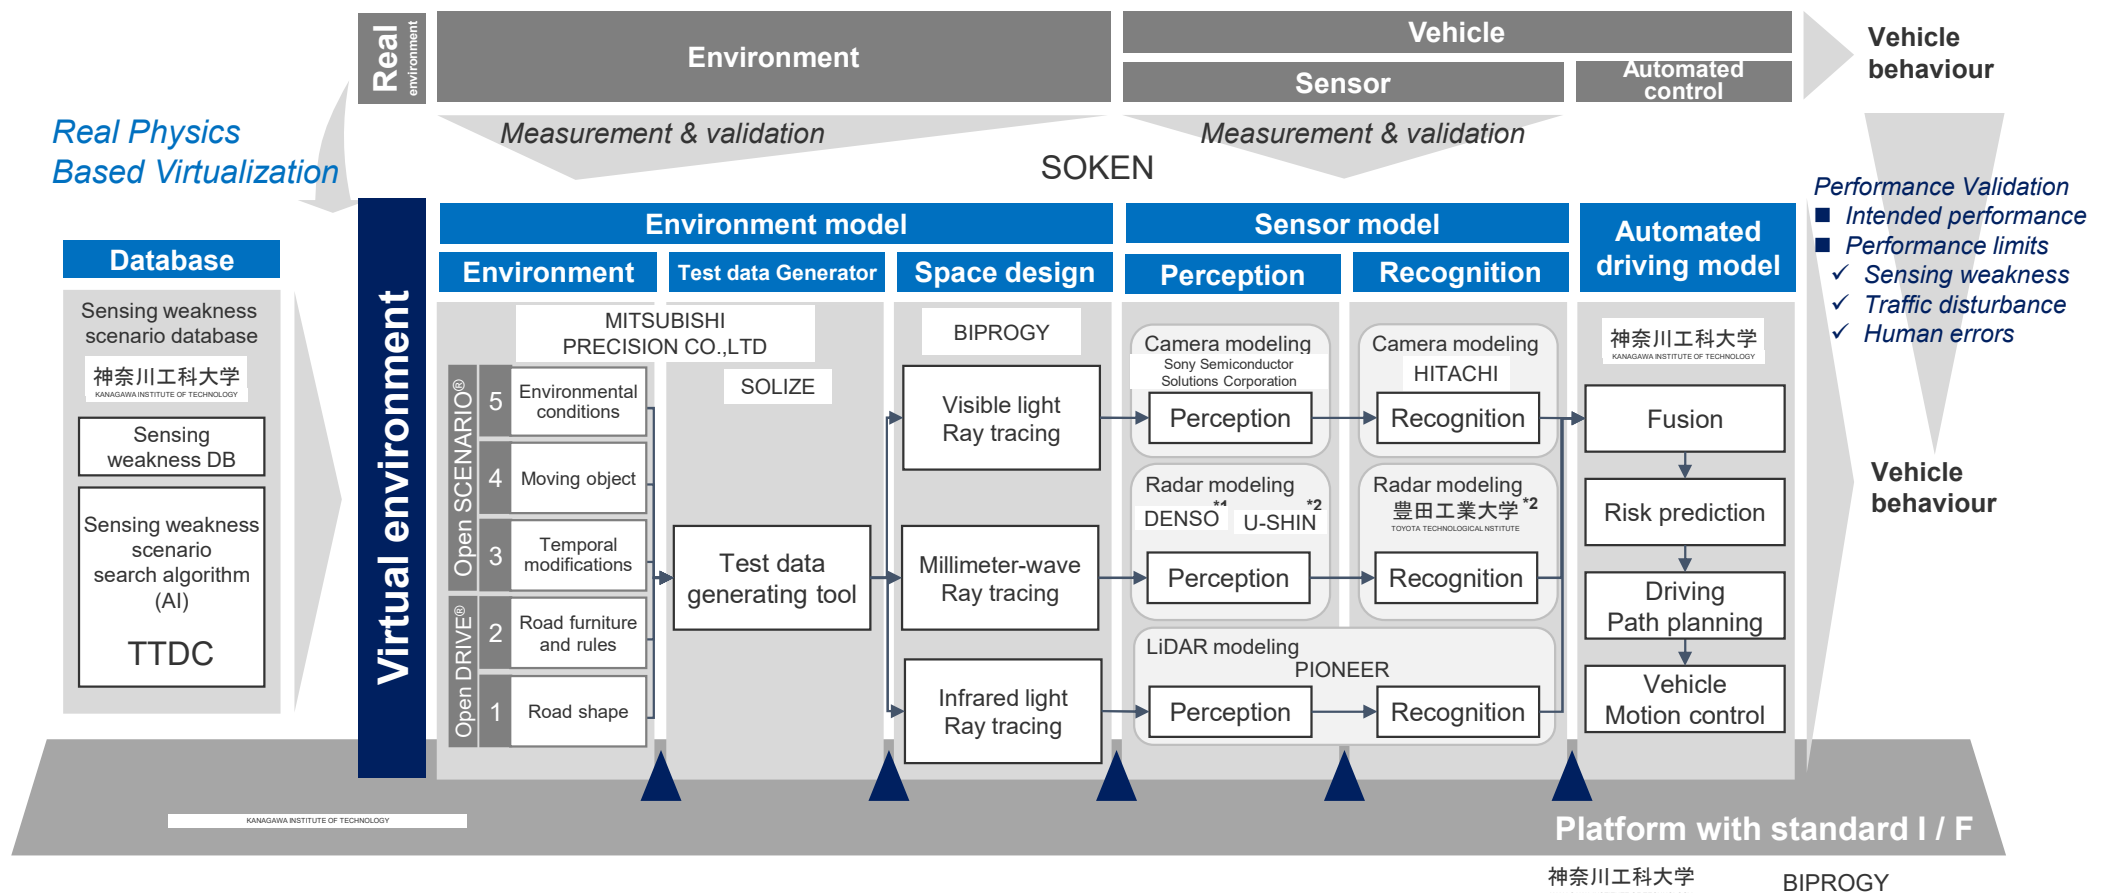 Real
environment
Environment
Vehicle
Sensor
Automated
control
Vehicle
behaviour
Real Physics
Based Virtualization
Measurement & validation
Measurement & validation
SOKEN
Performance Validation
Intended performance
Performance limits
✓ Sensing weakness
✓ Traffic disturbance
✓ Human errors
Database
Sensing weakness
scenario database
神奈川工科大学
KANAGAWA INSTITUTE OF TECHNOLOGY
Sensing
weakness DB
Sensing weakness
scenario
search algorithm
(AI)
TTDC
Virtual environment
Environment model
Environment
Test data Generator
Space design
MITSUBISHI
PRECISION CO.,LTD
SOLIZE
BIPROGY
Open SCENARIO®
5
Environmental
conditions
4
Moving object
3
Temporal
modifications
Open DRIVE®
2
Road furniture
and rules
1
Road shape
Test data
generating tool
Visible light
Ray tracing
Millimeter-wave
Ray tracing
Infrared light
Ray tracing
Sensor model
Perception
Recognition
Camera modeling
Sony Semiconductor
Solutions Corporation
Perception
Camera modeling
HITACHI
Recognition
Radar modeling
DENSO*1
U-SHIN*2
Perception
Radar modeling
豊田工業大学*2
TOYOTA TECHNOLOGICAL NSTITUTE
Recognition
LiDAR modeling
PIONEER
Perception
Recognition
Automated
driving model
神奈川工科大学
KANAGAWA INSTITUTE OF TECHNOLOGY
Fusion
Risk prediction
Driving
Path planning
Vehicle
Motion control
Vehicle
behaviour
KANAGAWA INSTITUTE OF TECHNOLOGY
Platform with standard I / F
神奈川工科大学
BIPROGY